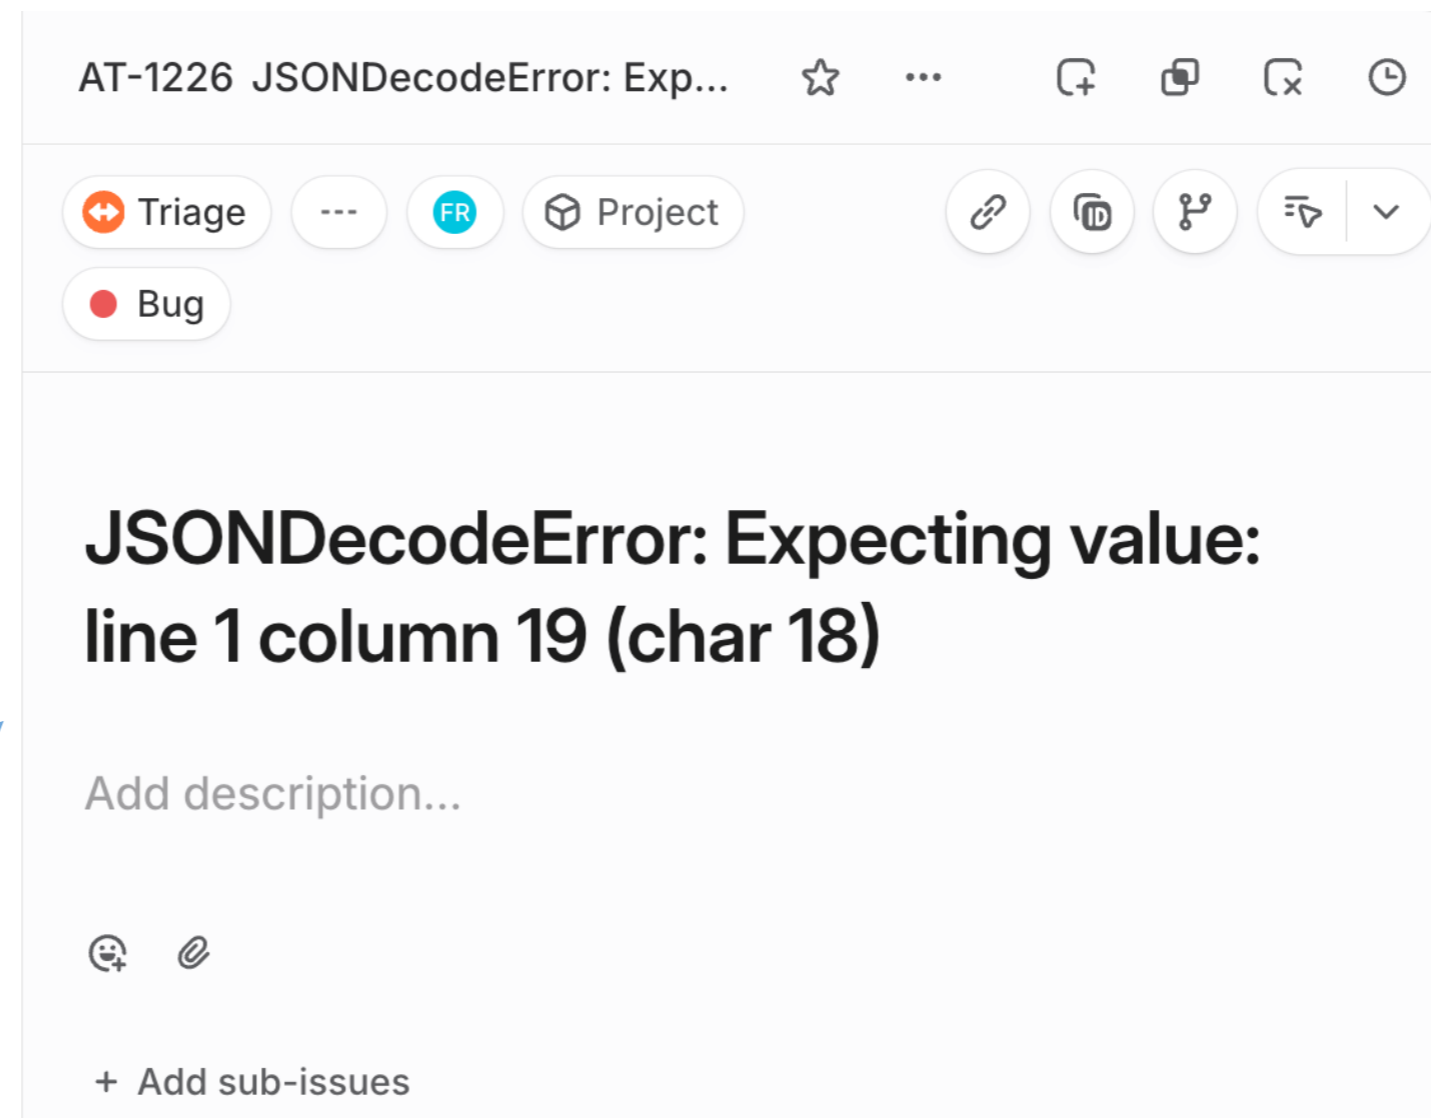 AT-1226 JSONDecodeError: Exp...
Triage --- FR Project
Bug
JSONDecodeError: Expecting value:
line 1 column 19 (char 18)
Add description...
+ Add sub-issues